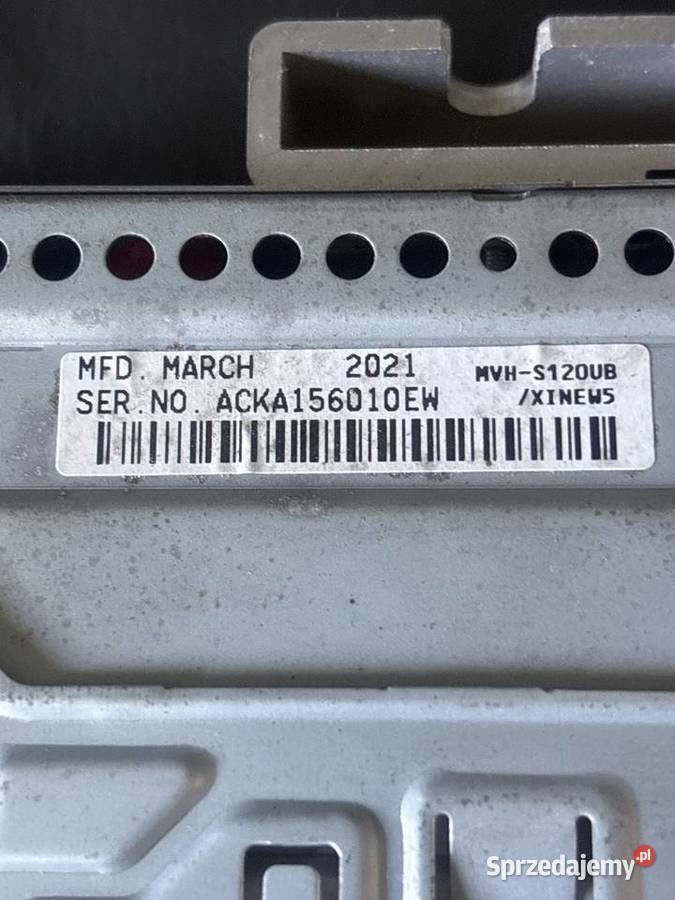 MFD. MARCH 2021 MVH-S120UB
SER.NO. ACKA156010EW /XINEW5
Sprzedajemy.pl